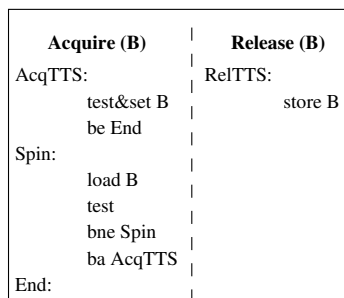 Acquire (B)
Release (B)
AcqTTS:
RelTTS:
test&set B
store B
be End
Spin:
load B
test
bne Spin
ba AcqTTS
End: